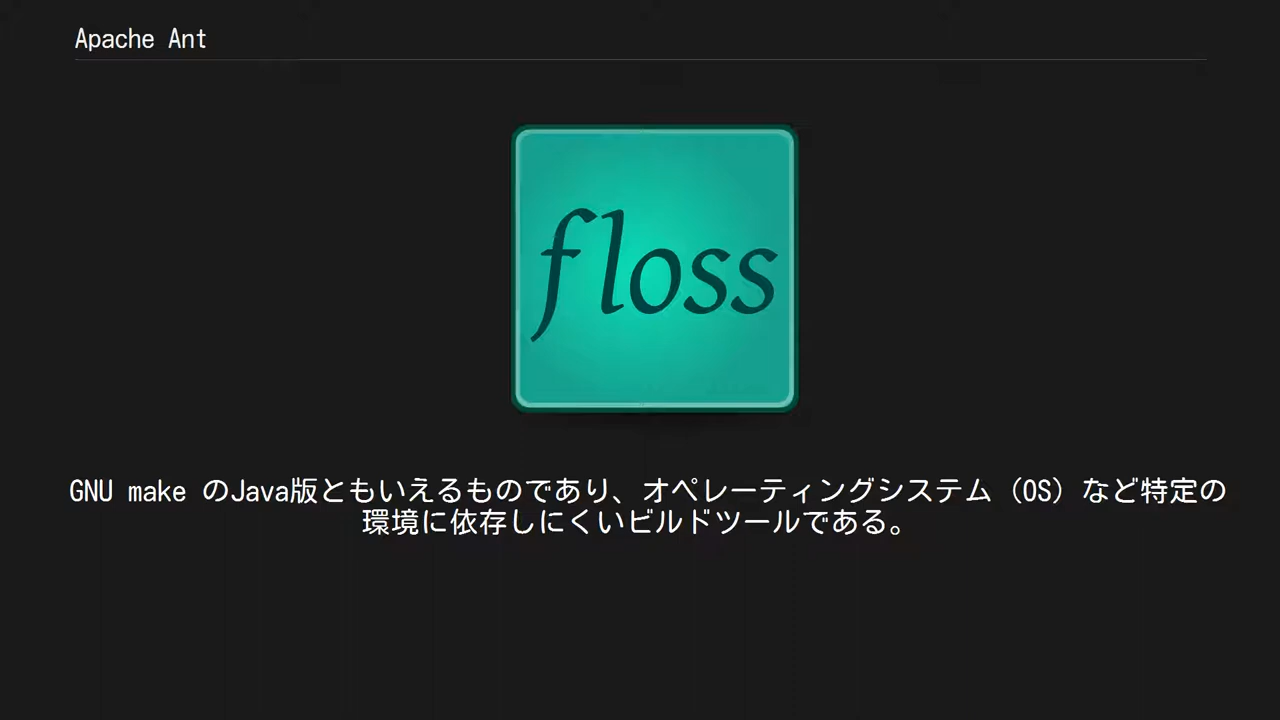 Apache Ant
floss
GNU make のJava版ともいえるものであり、オペレーティングシステム（OS）など特定の
環境に依存しにくいビルドツールである。